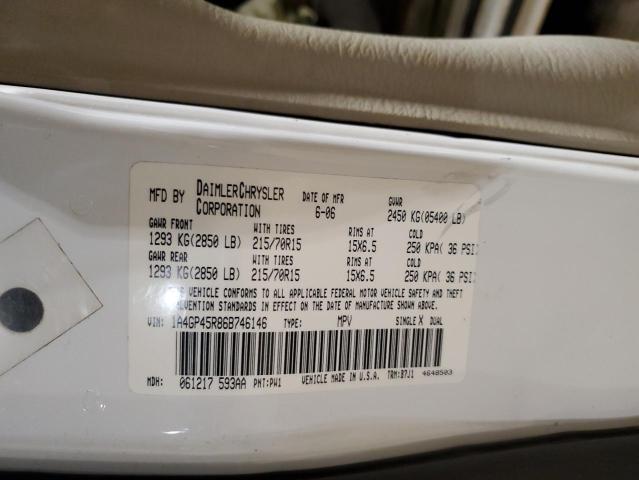 MFD BY DAIMLERCHRYSLER CORPORATION DATE OF MFR 6-06 GVWR 2450 KG(05400 LB)
GAWR FRONT WITH TIRES RIMS AT COLD
1293 KG(2850 LB) 215/70R15 15X6.5 250 KPA( 36 PSI)
GAWR REAR WITH TIRES RIMS AT COLD
1293 KG(2850 LB) 215/70R15 15X6.5 250 KPA( 36 PSI)
THIS VEHICLE CONFORMS TO ALL APPLICABLE FEDERAL MOTOR VEHICLE SAFETY AND THEFT
PREVENTION STANDARDS IN EFFECT ON THE DATE OF MANUFACTURE SHOWN ABOVE.
VIN: 1A4GP45R86B746146 TYPE: MPV SINGLE X DUAL
MDH: 061217 593AA PNT:PW1 VEHICLE MADE IN U.S.A. TRM:B7J1 4648503